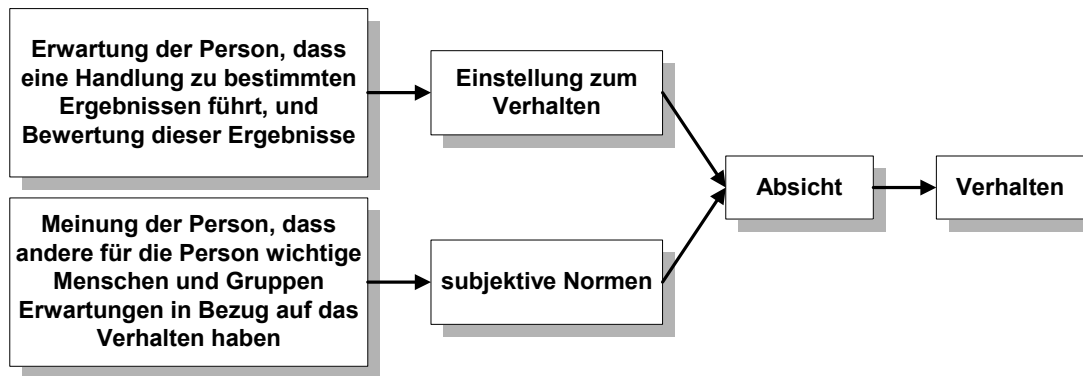 Erwartung der Person, dass
eine Handlung zu bestimmten
Ergebnissen führt, und
Bewertung dieser Ergebnisse
Einstellung zum
Verhalten
Absicht
Verhalten
Meinung der Person, dass
andere für die Person wichtige
Menschen und Gruppen
Erwartungen in Bezug auf das
Verhalten haben
subjektive Normen